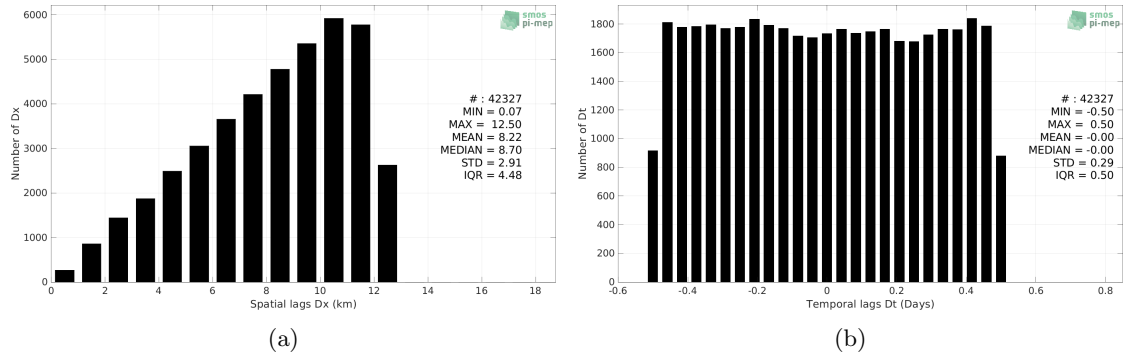 6000
5000
4000
3000
2000
1000
0
Number of Dx
0 2 4 6 8 10 12 14 16 18
Spatial lags Dx (km)
smos
pi-mep
# : 42327
MIN = 0.07
MAX = 12.50
MEAN = 8.22
MEDIAN = 8.70
STD = 2.91
IQR = 4.48
(a)
1800
1600
1400
1200
1000
800
600
400
200
0
Number of Dt
-0.6 -0.4 -0.2 0 0.2 0.4 0.6 0.8
Temporal lags Dt (Days)
smos
pi-mep
# : 42327
MIN = -0.50
MAX = 0.50
MEAN = -0.00
MEDIAN = -0.00
STD = 0.29
IQR = 0.50
(b)